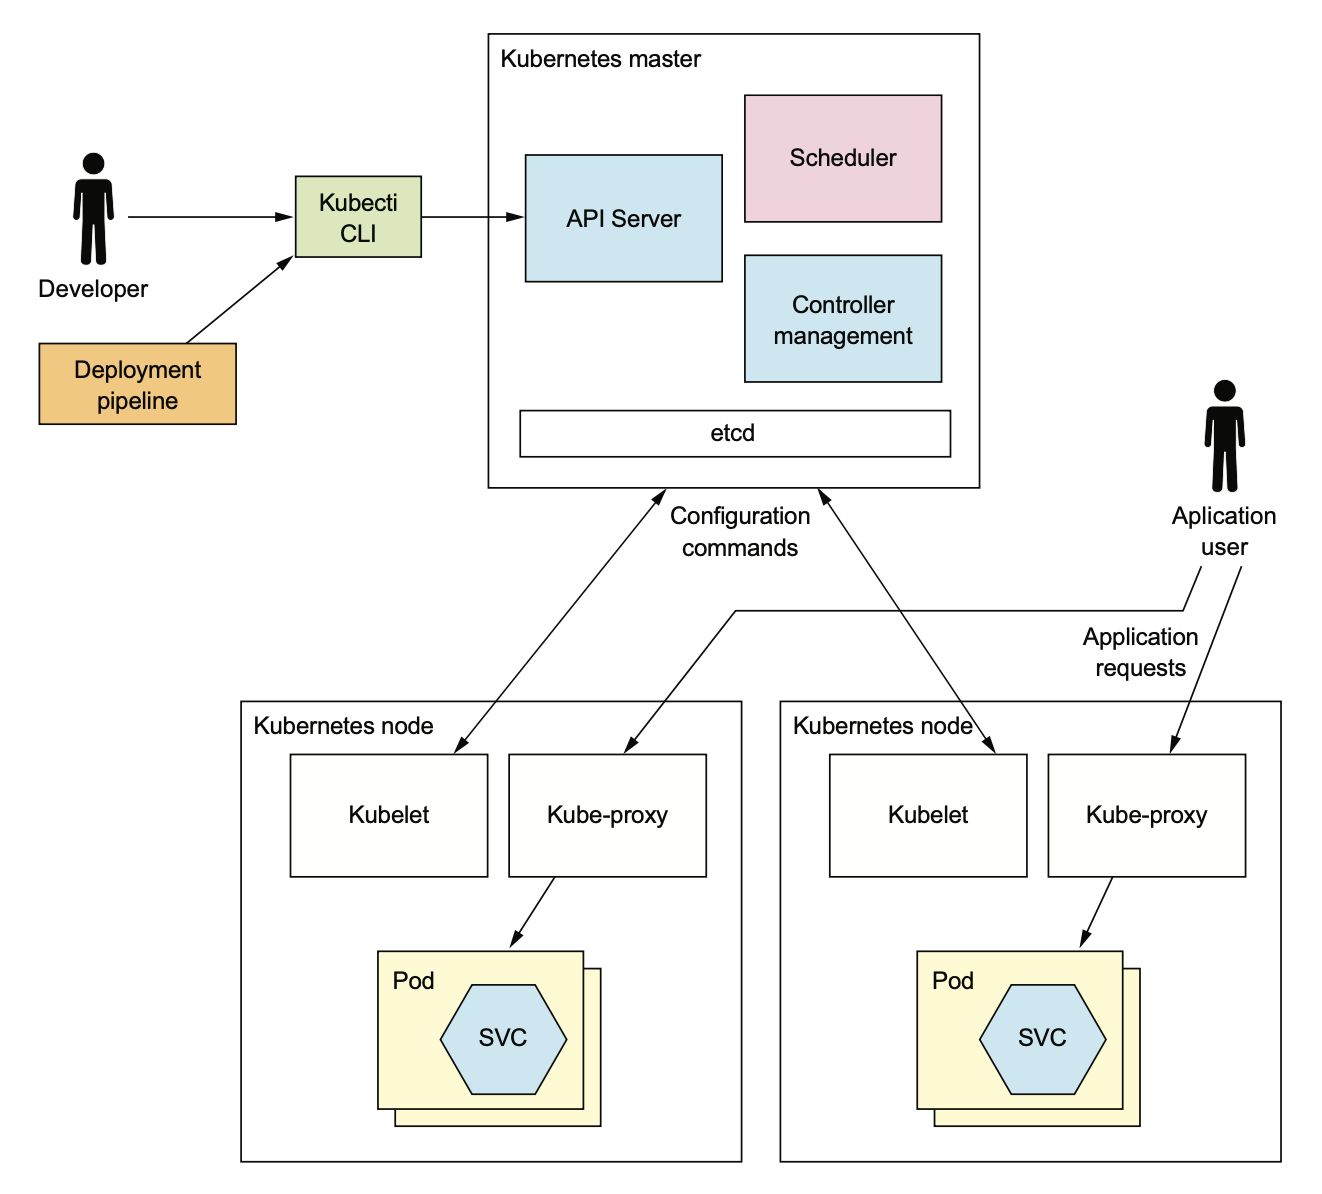 Kubernetes master
Scheduler
API Server
Kubecti
CLI
Developer
Controller
management
Deployment
pipeline
etcd
Configuration
commands
Aplication
user
Application
requests
Kubernetes node
Kubelet
Kube-proxy
Pod
SVC
Kubernetes node
Kubelet
Kube-proxy
Pod
SVC